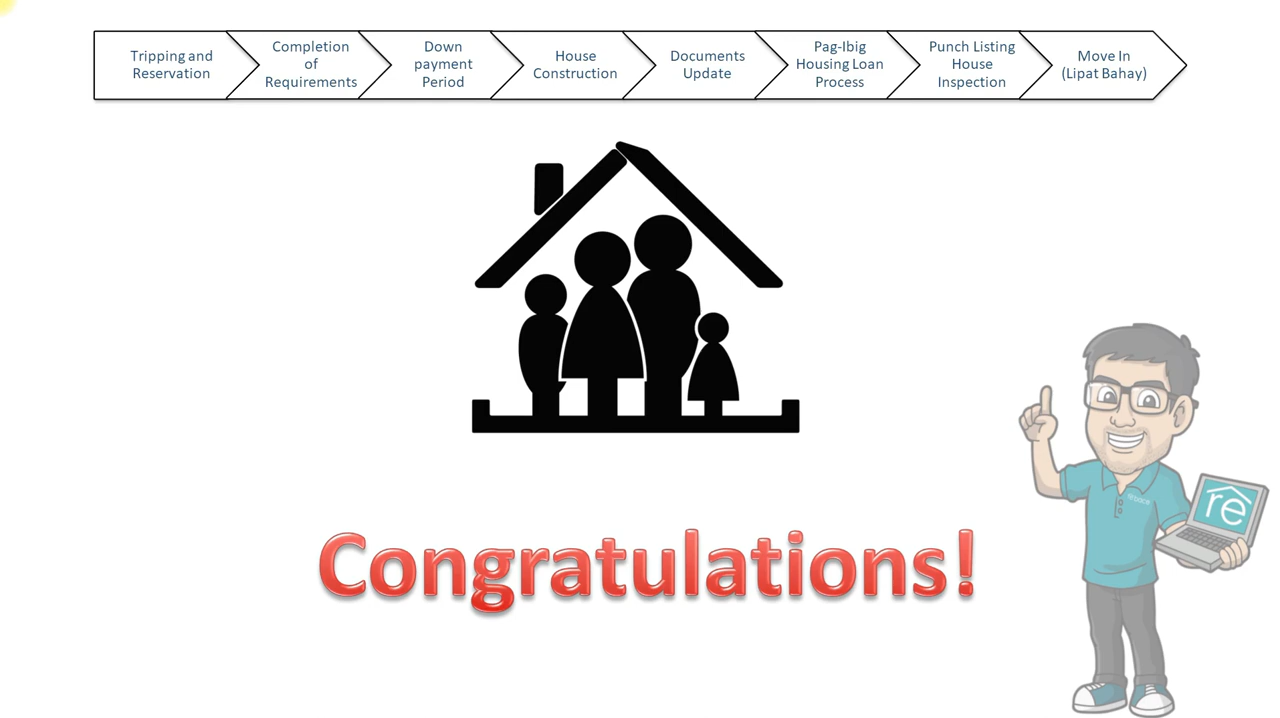 Tripping and
Reservation
Completion
of
Requirements
Down
payment
Period
House
Construction
Documents
Update
Pag-Ibig
Housing Loan
Process
Punch Listing
House
Inspection
Move In
(Lipat Bahay)
re
Congratulations!